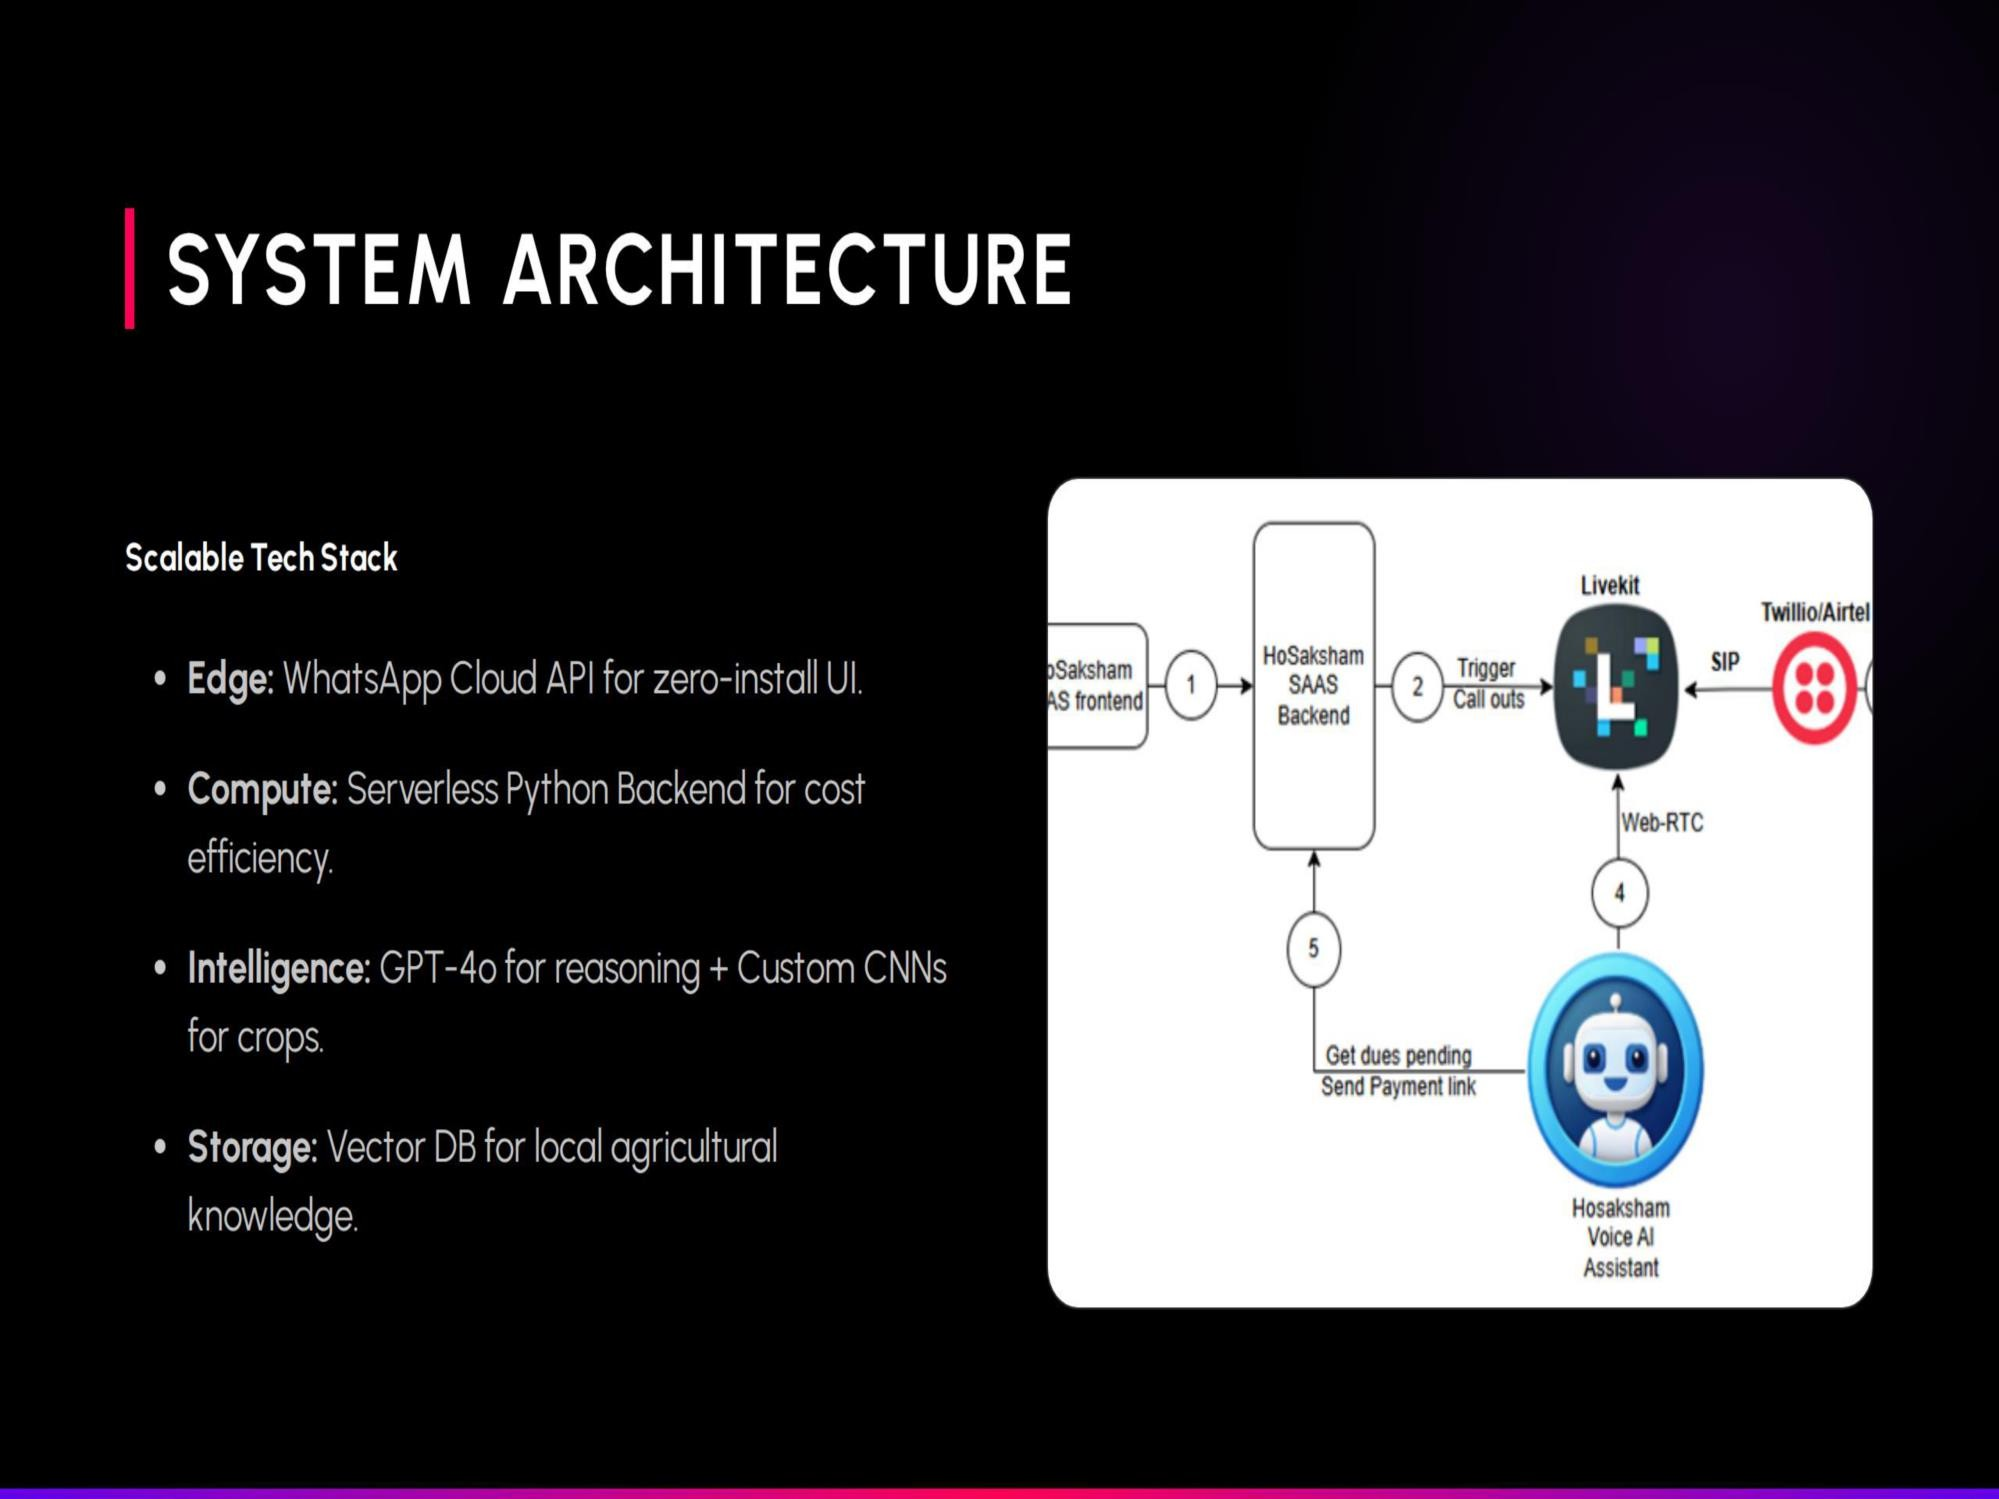 SYSTEM ARCHITECTURE
Scalable Tech Stack
• Edge: WhatsApp Cloud API for zero-install UI.
• Compute: Serverless Python Backend for cost
efficiency.
• Intelligence: GPT-4o for reasoning + Custom CNNs
for crops.
• Storage: Vector DB for local agricultural
knowledge.
oSaksham
AS frontend
1
HoSaksham
SAAS
Backend
2
Trigger
Call outs
Livekit
SIP
Twillio/Airtel
Web-RTC
4
5
Get dues pending
Send Payment link
Hosaksham
Voice AI
Assistant